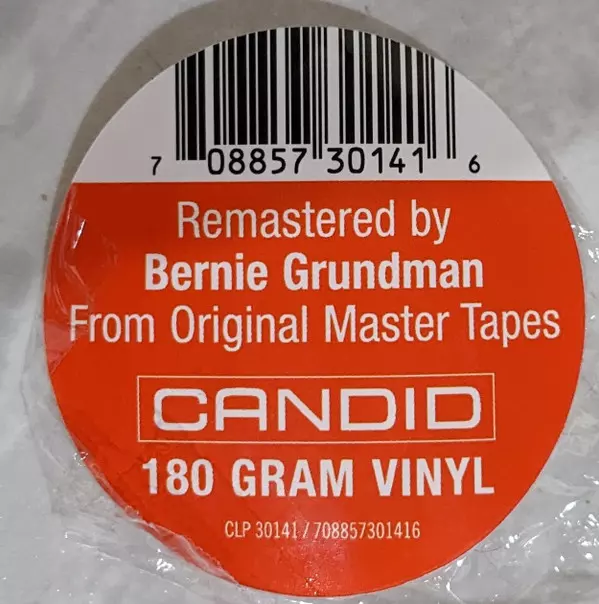 7 08857 30141 6
Remastered by
Bernie Grundman
From Original Master Tapes
CANDID
180 GRAM VINYL
CLP 30141 / 708857301416